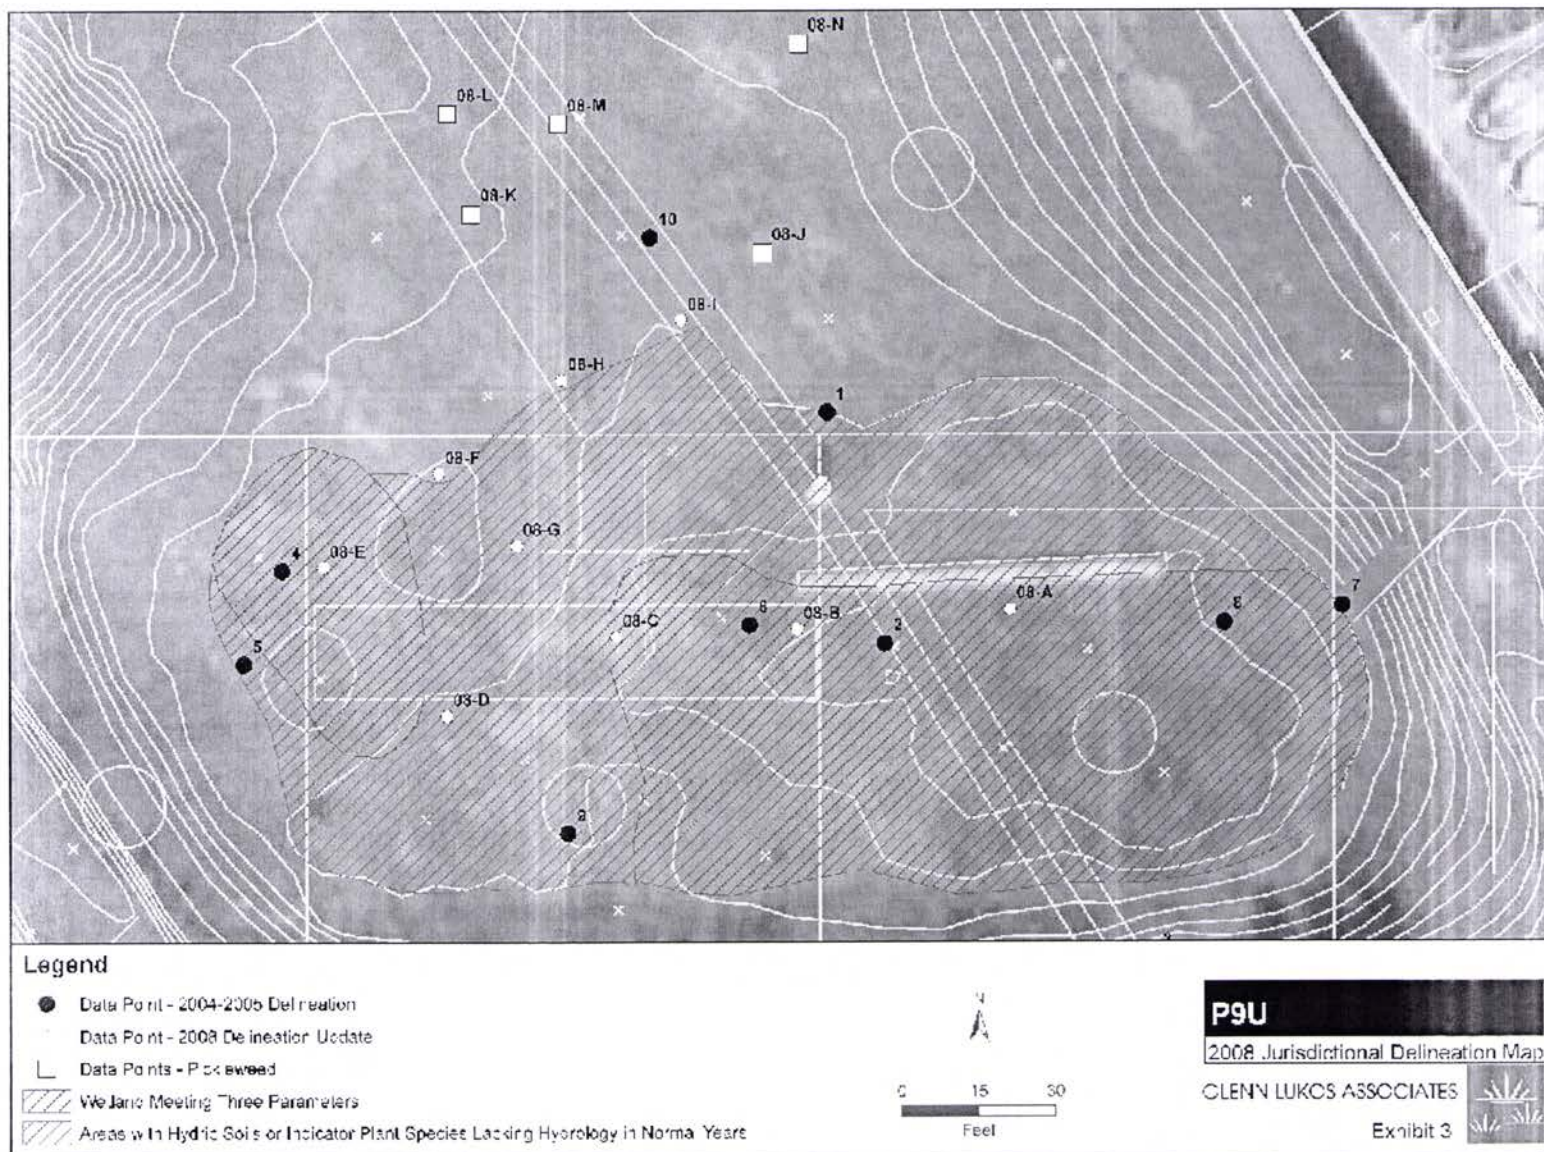 08-N
08-L
08-M
08-K
10
08-J
08-I
08-H
1
08-F
08-G
4
08-E
08-A
7
6
08-B
8
08-C
2
5
08-D
9
Legend
Data Point - 2004-2005 Delineation
Data Point - 2008 Delineation Update
Data Points - Pickleweed
Wetland Meeting Three Parameters
Areas with Hydric Soils or Indicator Plant Species Lacking Hydrology in Normal Years
N
0 15 30
Feet
P9U
2008 Jurisdictional Delineation Map
GLENN LUKOS ASSOCIATES
Exhibit 3